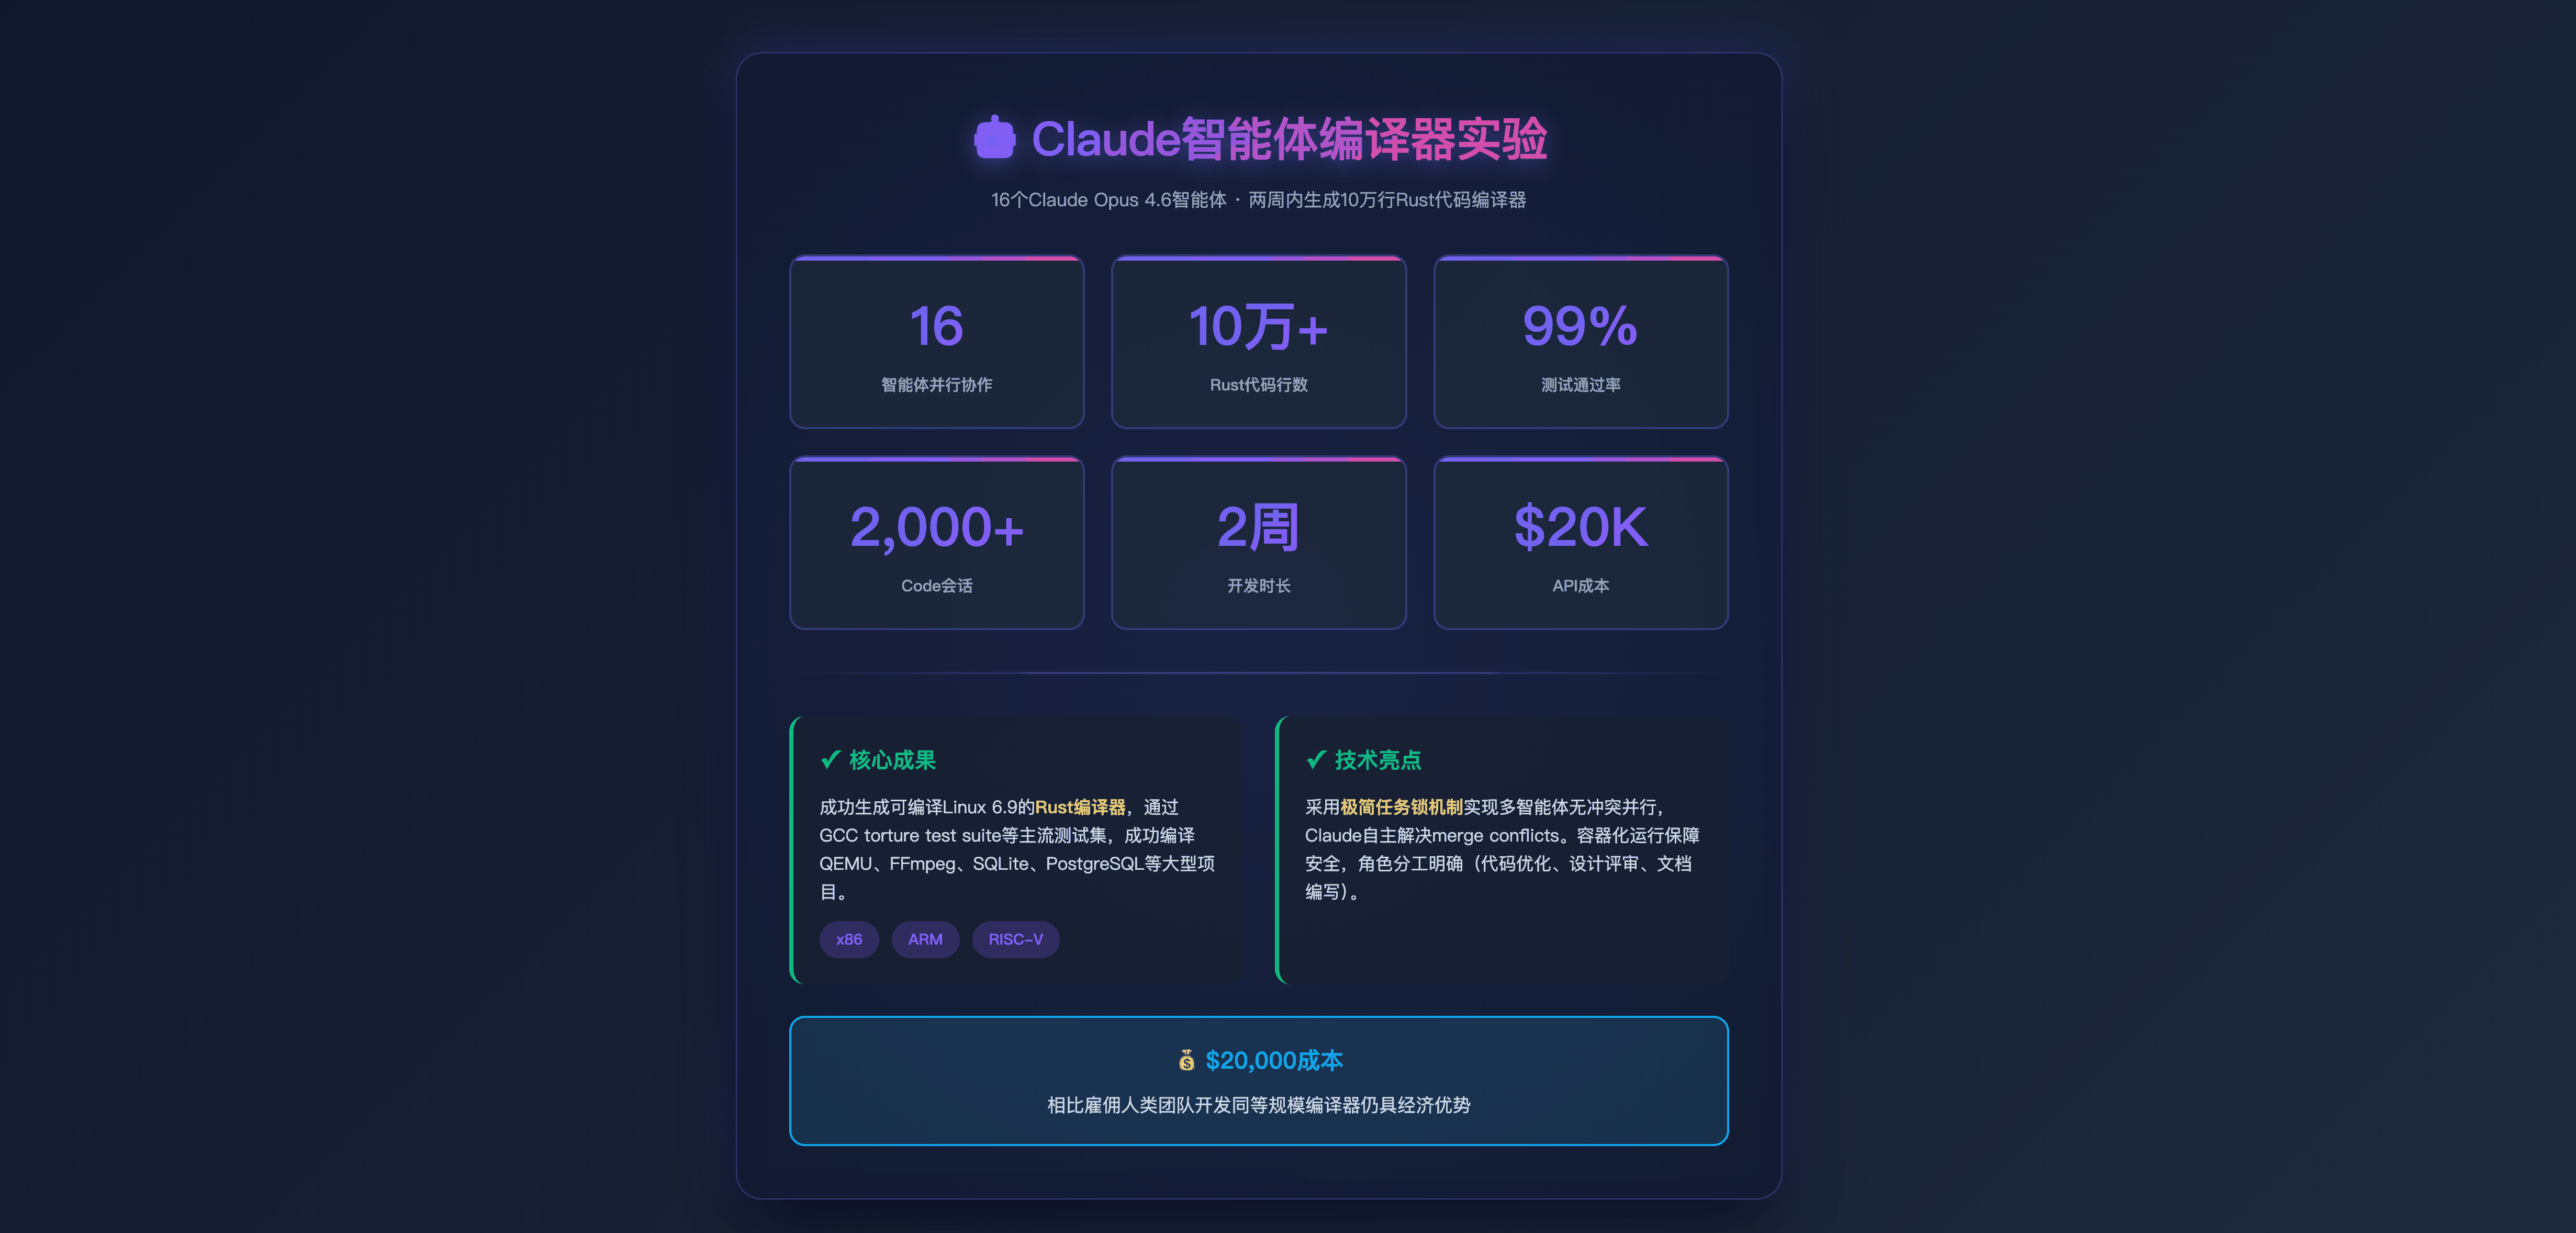 Claude智能体编译器实验
16个Claude Opus 4.6智能体 · 两周内生成10万行Rust代码编译器
16
智能体并行协作
10万+
Rust代码行数
99%
测试通过率
2,000+
Code会话
2周
开发时长
$20K
API成本
✓ 核心成果
成功生成可编译Linux 6.9的Rust编译器，通过
GCC torture test suite等主流测试集，成功编译
QEMU、FFmpeg、SQLite、PostgreSQL等大型项
目。
x86
ARM
RISC-V
✓ 技术亮点
采用极简任务锁机制实现多智能体无冲突并行，
Claude自主解决merge conflicts。容器化运行保障
安全，角色分工明确（代码优化、设计评审、文档
编写）。
$20,000成本
相比雇佣人类团队开发同等规模编译器仍具经济优势